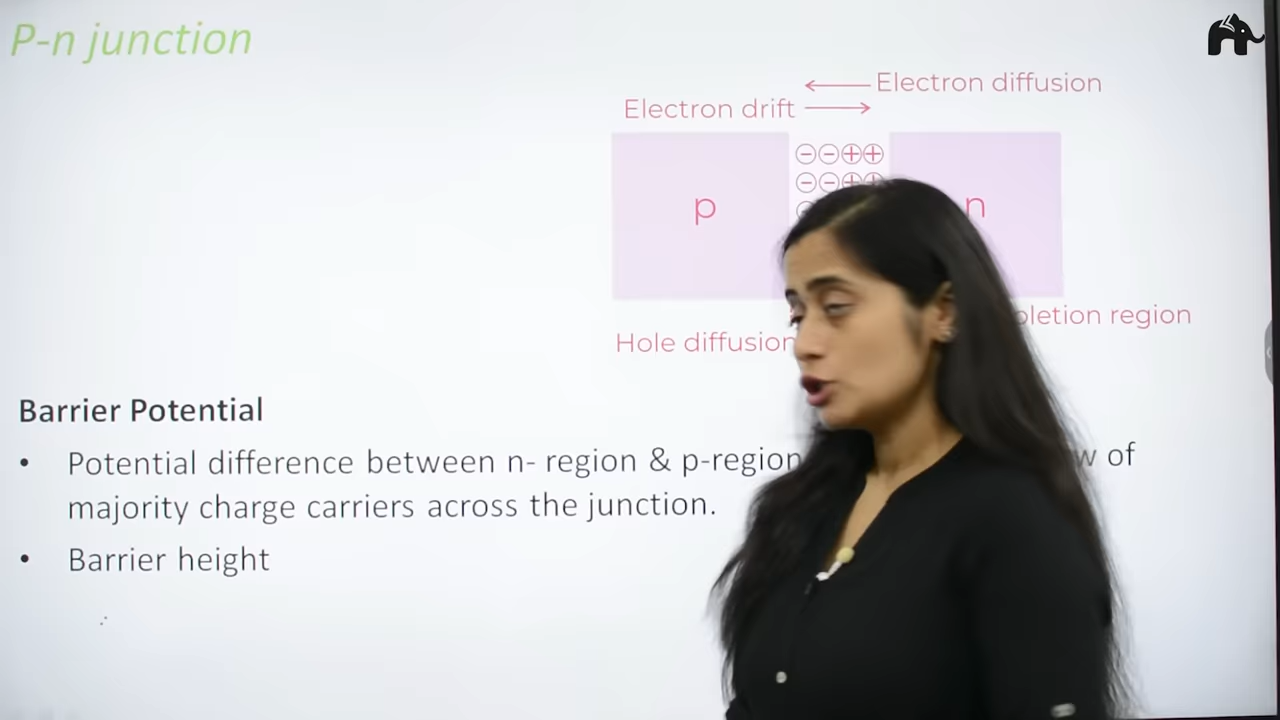 P-n junction
Electron diffusion
Electron drift
⊖⊖⊕⊕
⊖⊖⊕⊕
p
n
region
Hole diffusion
Barrier Potential
• Potential difference between n- region & p-region of
majority charge carriers across the junction.
• Barrier height